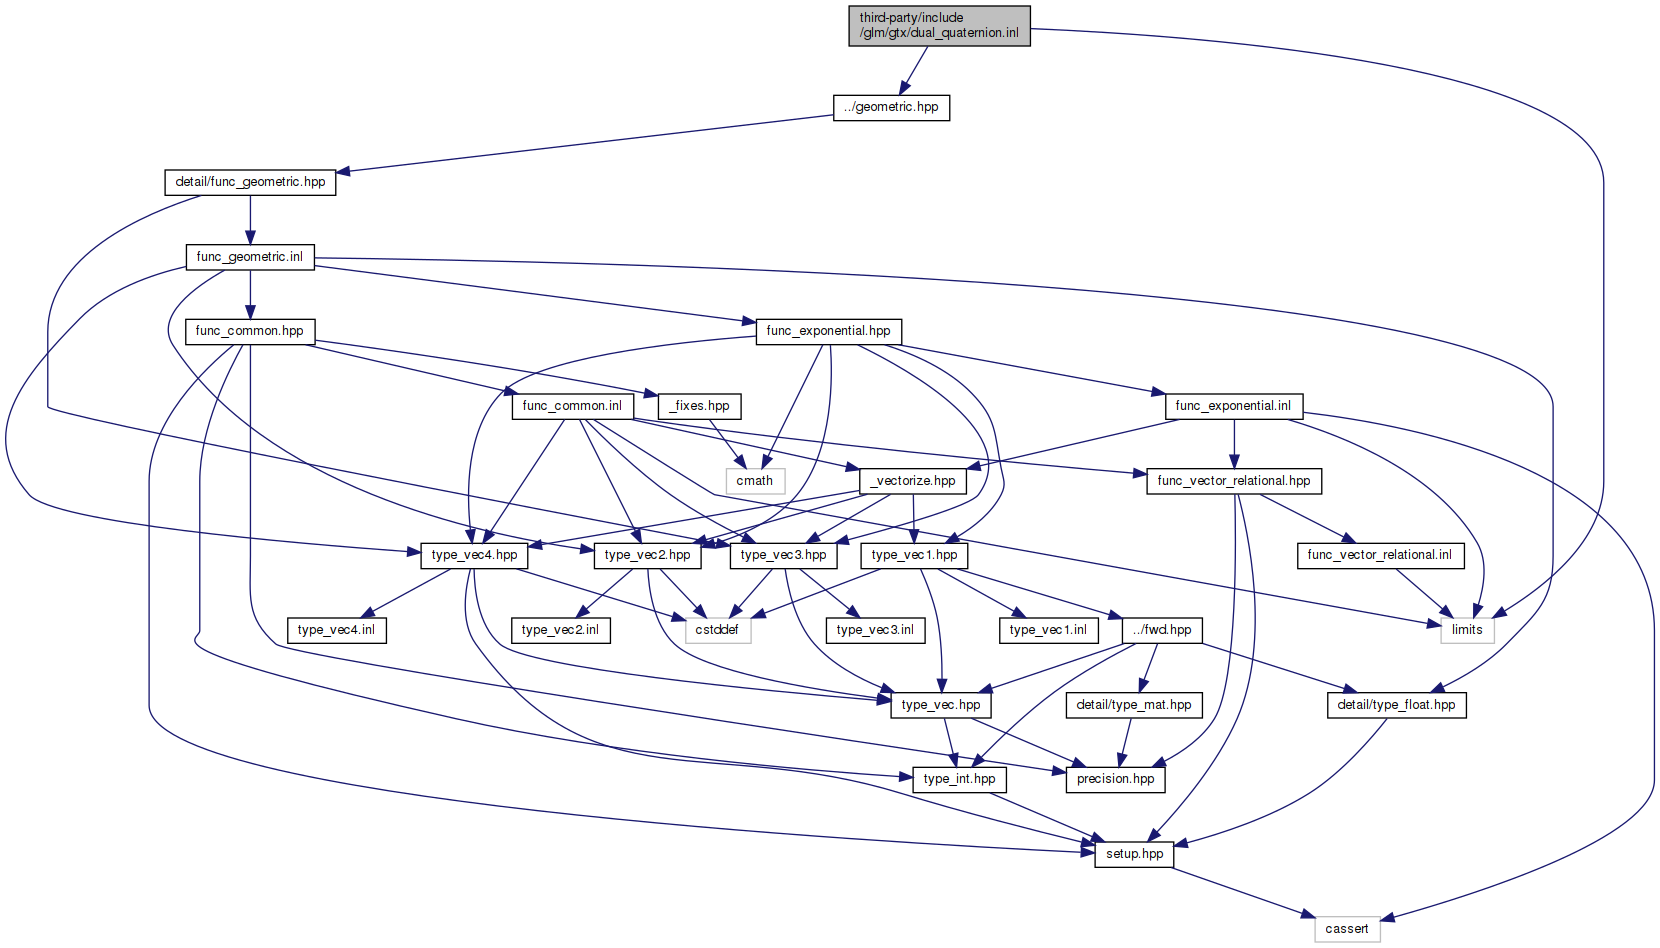 third-party/include
/glm/gtx/dual_quaternion.inl
../geometric.hpp
detail/func_geometric.hpp
func_geometric.inl
func_common.hpp
func_exponential.hpp
func_common.inl
_fixes.hpp
func_exponential.inl
cmath
_vectorize.hpp
func_vector_relational.hpp
type_vec4.hpp
type_vec2.hpp
type_vec3.hpp
type_vec1.hpp
func_vector_relational.inl
type_vec4.inl
type_vec2.inl
cstddef
type_vec3.inl
type_vec1.inl
../fwd.hpp
limits
type_vec.hpp
detail/type_mat.hpp
detail/type_float.hpp
type_int.hpp
precision.hpp
setup.hpp
cassert